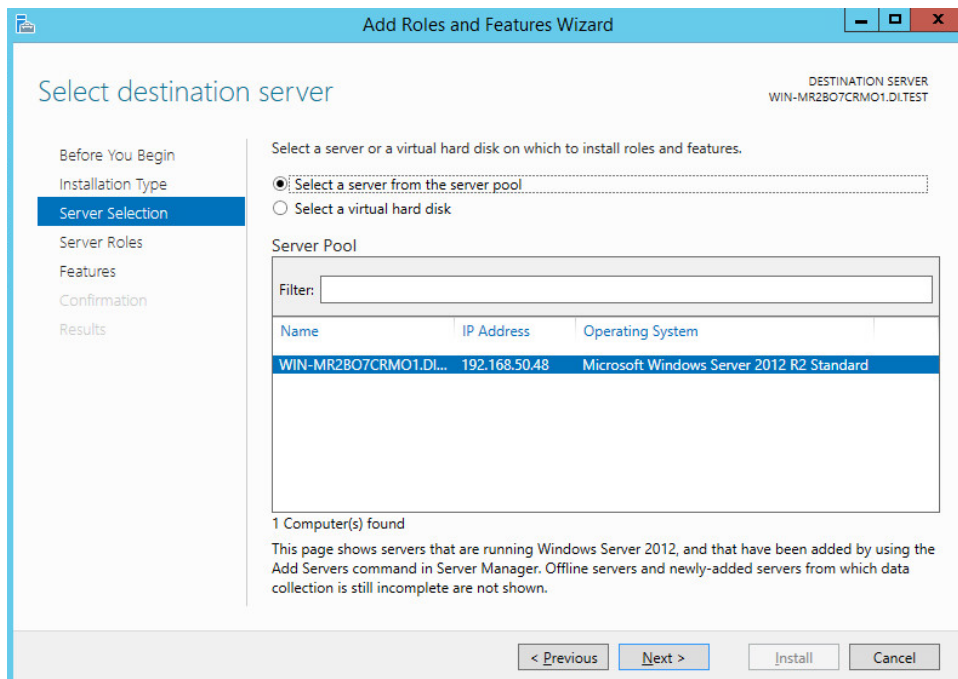 Add Roles and Features Wizard
Select destination server
DESTINATION SERVER
WIN-MR2BO7CRMO1.DI.TEST
Before You Begin
Installation Type
Server Selection
Server Roles
Features
Confirmation
Results
Select a server or a virtual hard disk on which to install roles and features.
Select a server from the server pool
Select a virtual hard disk
Server Pool
Filter:
Name IP Address Operating System
WIN-MR2BO7CRMO1.DI... 192.168.50.48 Microsoft Windows Server 2012 R2 Standard
1 Computer(s) found
This page shows servers that are running Windows Server 2012, and that have been added by using the
Add Servers command in Server Manager. Offline servers and newly-added servers from which data
collection is still incomplete are not shown.
< Previous Next > Install Cancel